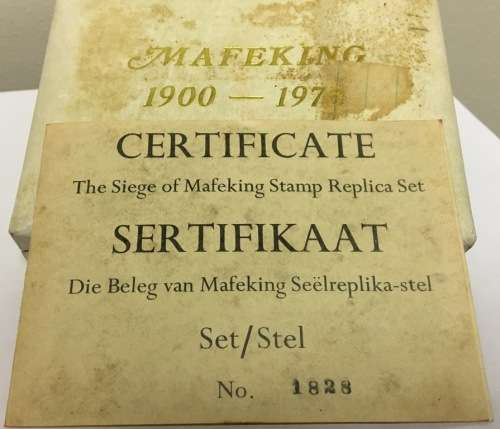 MAFEKING
1900 —
CERTIFICATE
The Siege of Mafeking Stamp Replica Set
SERTIFIKAAT
Die Beleg van Mafeking Seëlreplika-stel
Set/Stel
No. 1828